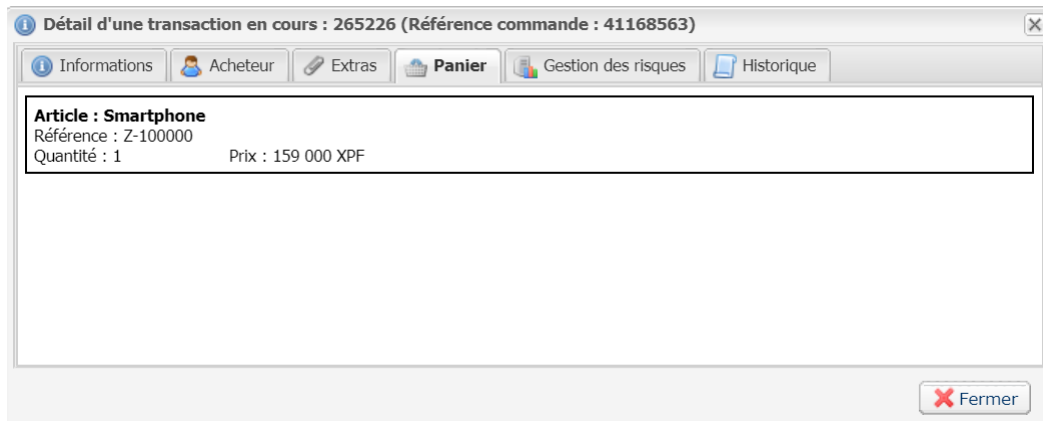 Détail d'une transaction en cours : 265226 (Référence commande : 41168563)
Informations Acheteur Extras Panier Gestion des risques Historique
Article : Smartphone
Référence : Z-100000
Quantité : 1 Prix : 159 000 XPF
Fermer